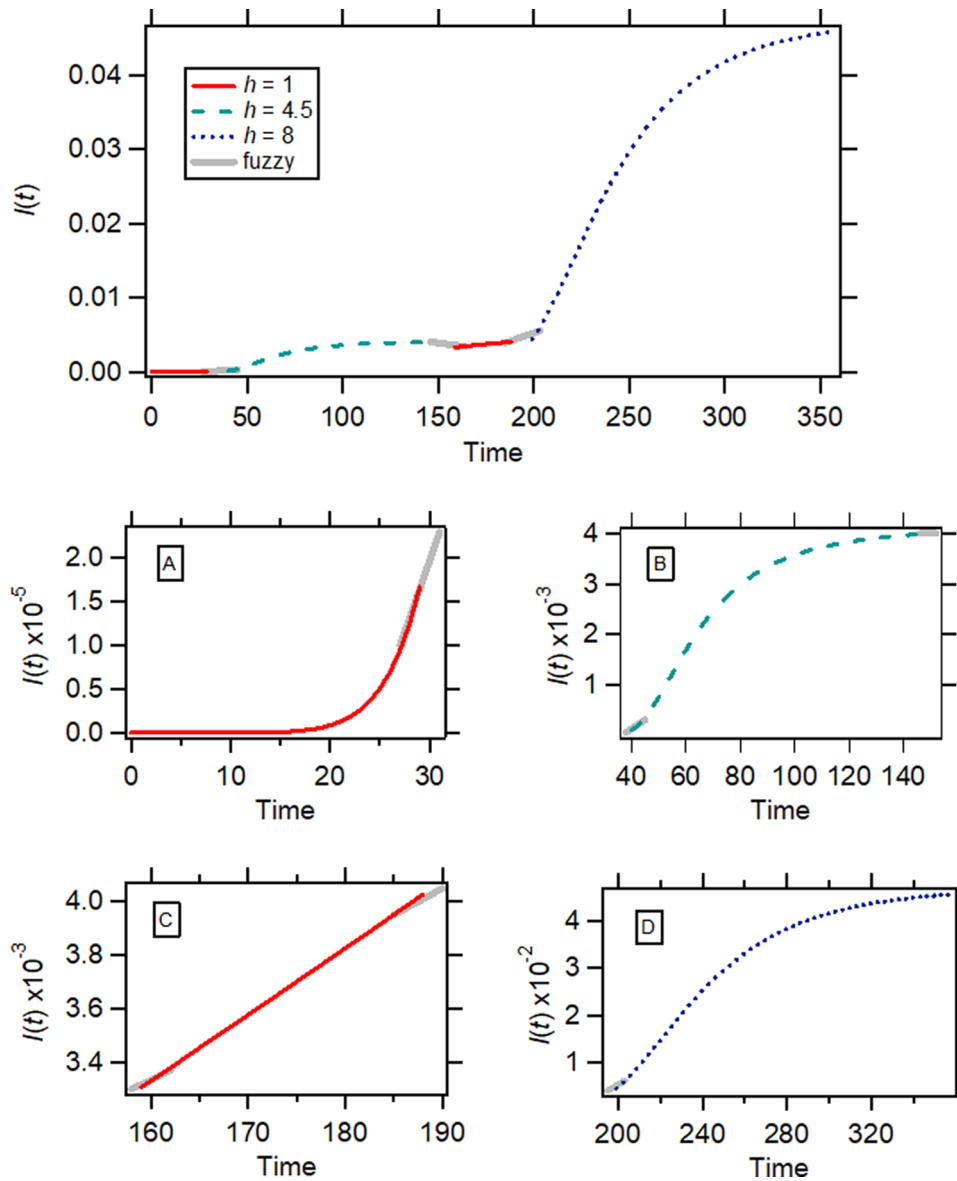 I(t)
0.04
0.03
0.02
0.01
0.00
h = 1
h = 4.5
h = 8
fuzzy
0 50 100 150 200 250 300 350
Time
A
I(t) x10-5
2.0
1.5
1.0
0.5
0.0
0 10 20 30
Time
B
I(t) x10-3
4
3
2
1
40 60 80 100 120 140
Time
C
I(t) x10-3
4.0
3.8
3.6
3.4
160 170 180 190
Time
D
I(t) x10-2
4
3
2
1
200 240 280 320
Time